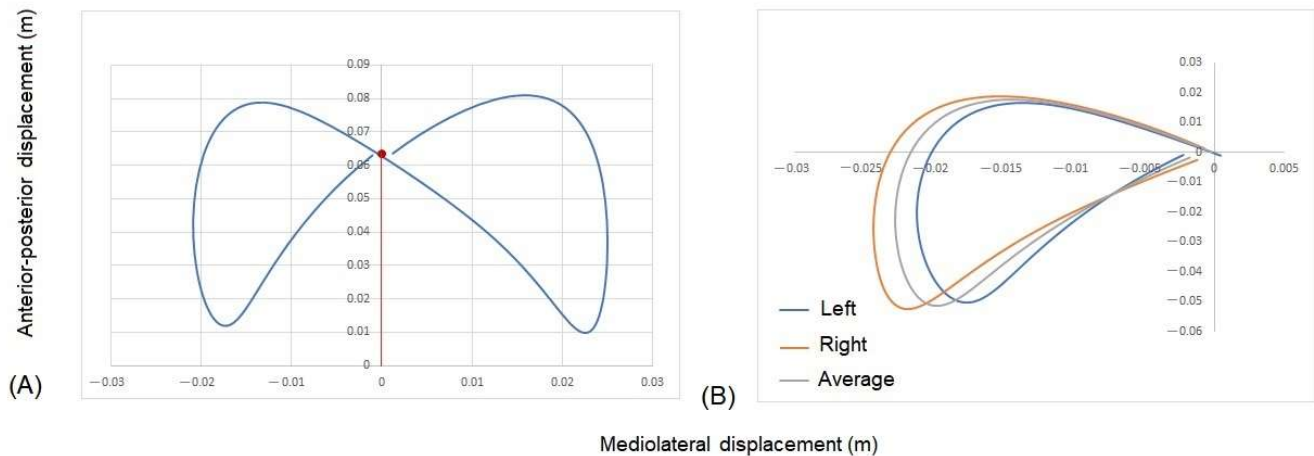 Anterior-posterior displacement (m)
0.09
0.08
0.07
0.06
0.05
0.04
0.03
0.02
0.01
0
−0.03 −0.02 −0.01 0 0.01 0.02 0.03
(A)
0.03
0.02
0.01
0
−0.03 −0.025 −0.02 −0.015 −0.01 −0.005 0 0.005
−0.01
−0.02
−0.03
−0.04
−0.05
−0.06
Left
Right
Average
(B)
Mediolateral displacement (m)